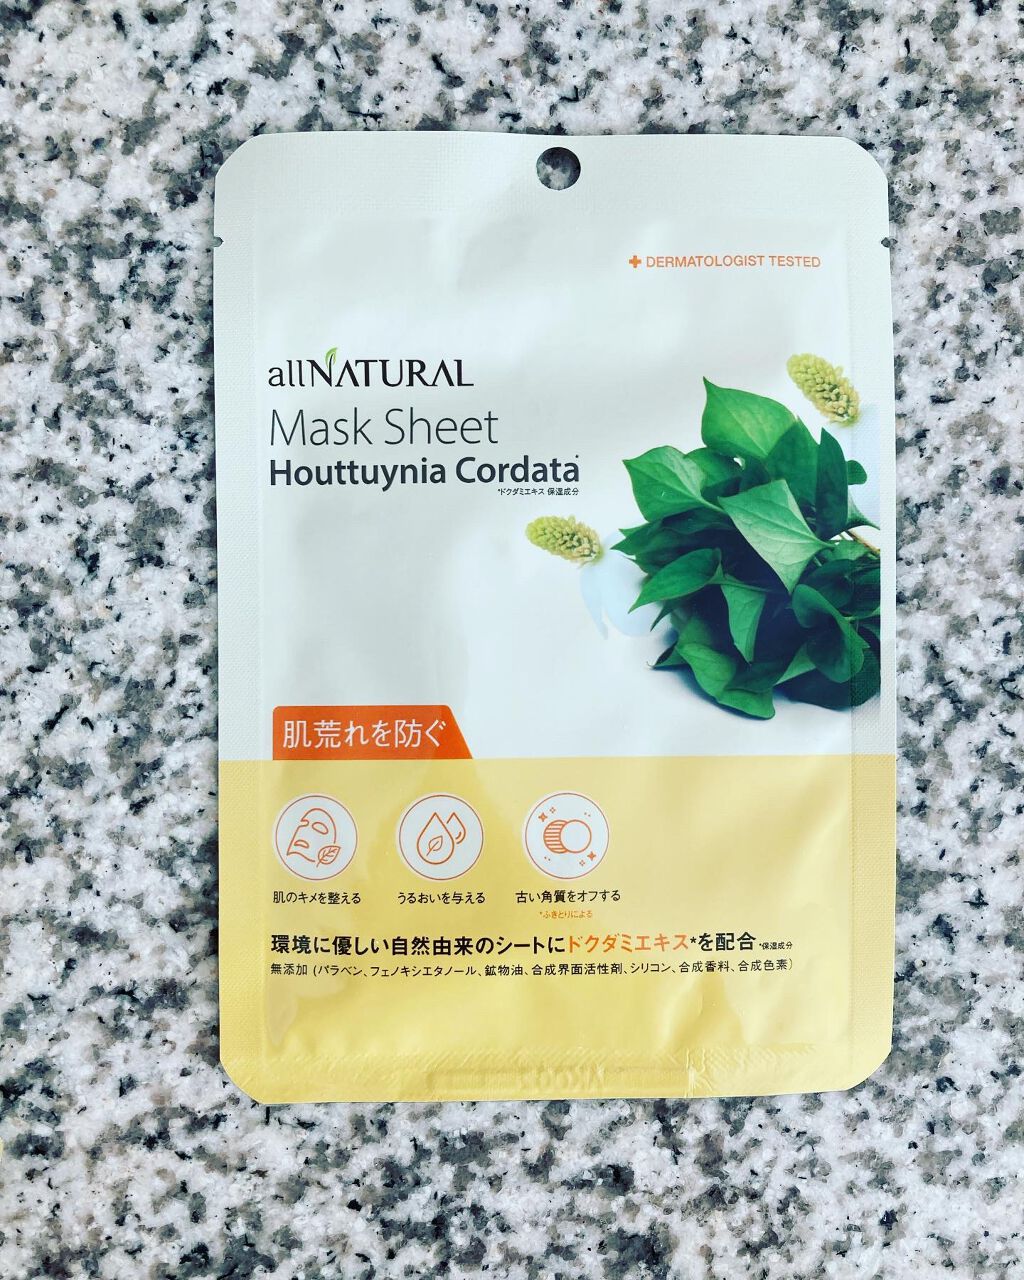 DERMATOLOGIST TESTED
allNATURAL
Mask Sheet
Houttuynia Cordata*
*ドクダミエキス 保湿成分
肌荒れを防ぐ
肌のキメを整える
うるおいを与える
古い角質をオフする
*ふきとりによる
環境に優しい自然由来のシートにドクダミエキス*を配合 *保湿成分
無添加 (パラベン、フェノキシエタノール、鉱物油、合成界面活性剤、シリコン、合成香料、合成色素)